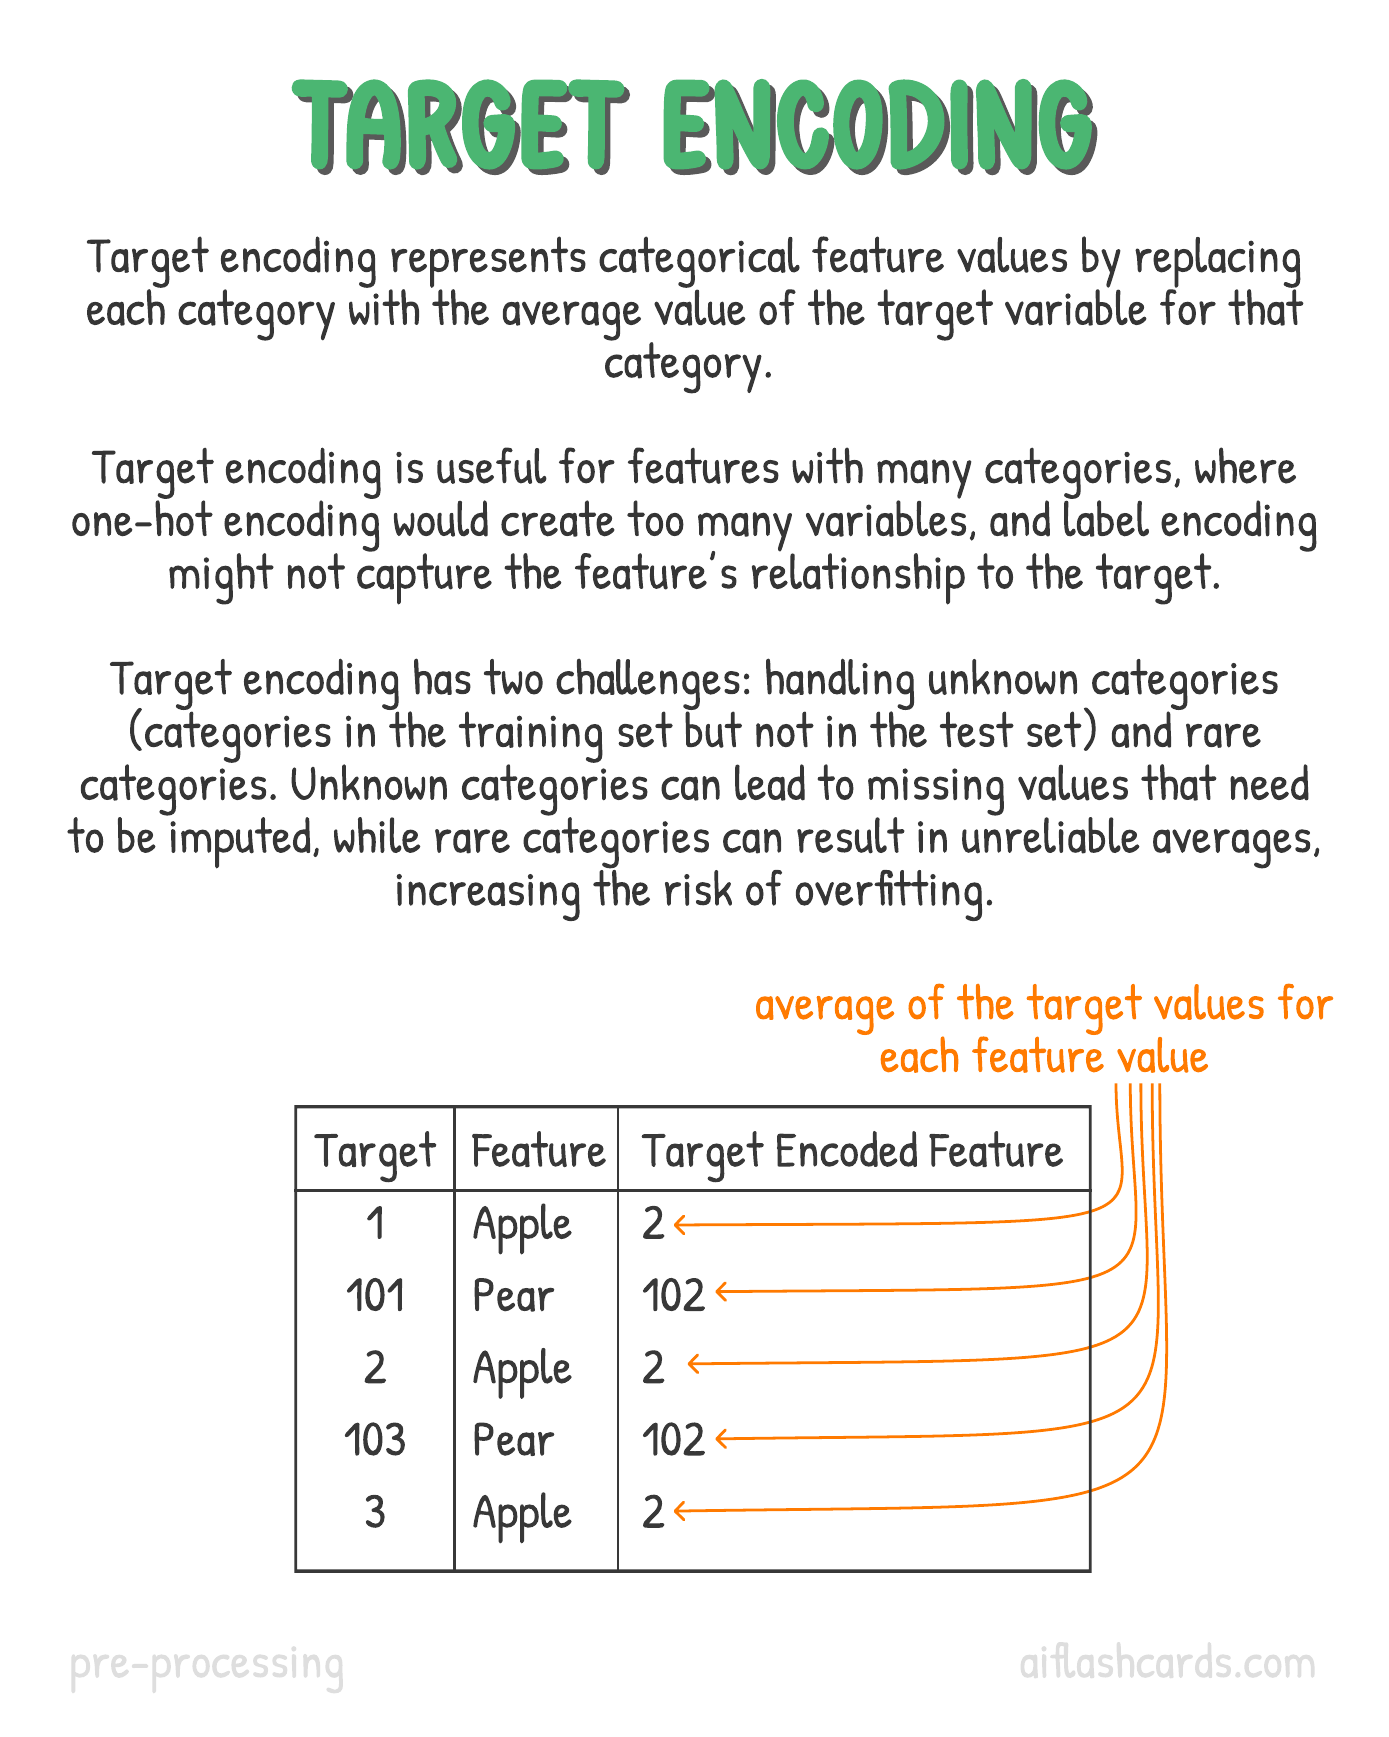 TARGET ENCODING
Target encoding represents categorical feature values by replacing
each category with the average value of the target variable for that
category.
Target encoding is useful for features with many categories, where
one-hot encoding would create too many variables, and label encoding
might not capture the feature's relationship to the target.
Target encoding has two challenges: handling unknown categories
(categories in the training set but not in the test set) and rare
categories. Unknown categories can lead to missing values that need
to be imputed, while rare categories can result in unreliable averages,
increasing the risk of overfitting.
average of the target values for
each feature value
Target Feature Target Encoded Feature
1 Apple 2
101 Pear 102
2 Apple 2
103 Pear 102
3 Apple 2
pre-processing
aiflashcards.com